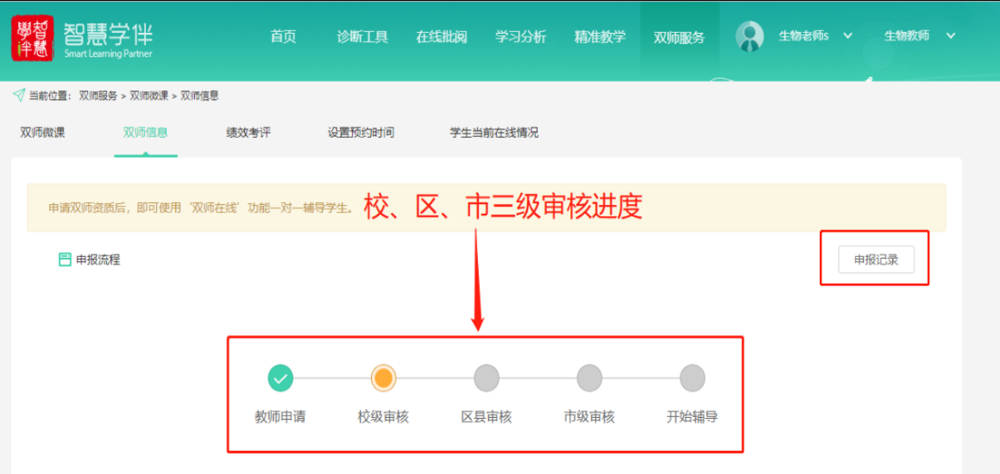 智慧学伴
智慧學伴
Smart Learning Partner
首页 诊断工具 在线批阅 学习分析 精准教学 双师服务 生物老师s 生物教师
当前位置： 双师服务 > 双师微课 > 双师信息
双师微课 双师信息 绩效考评 设置预约时间 学生当前在线情况
申请双师资质后，即可使用‘双师在线’功能一对一辅导学生。 校、区、市三级审核进度
申报流程 申报记录
教师申请 校级审核 区县审核 市级审核 开始辅导